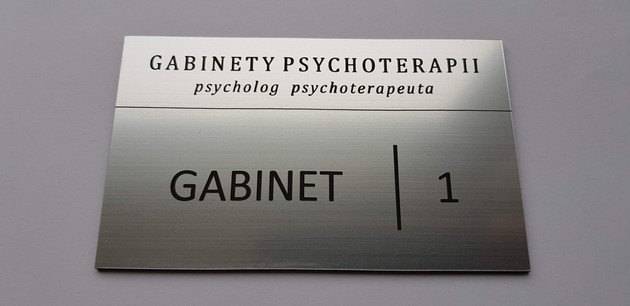 GABINETY PSYCHOTERAPII
psycholog psychoterapeuta
GABINET | 1